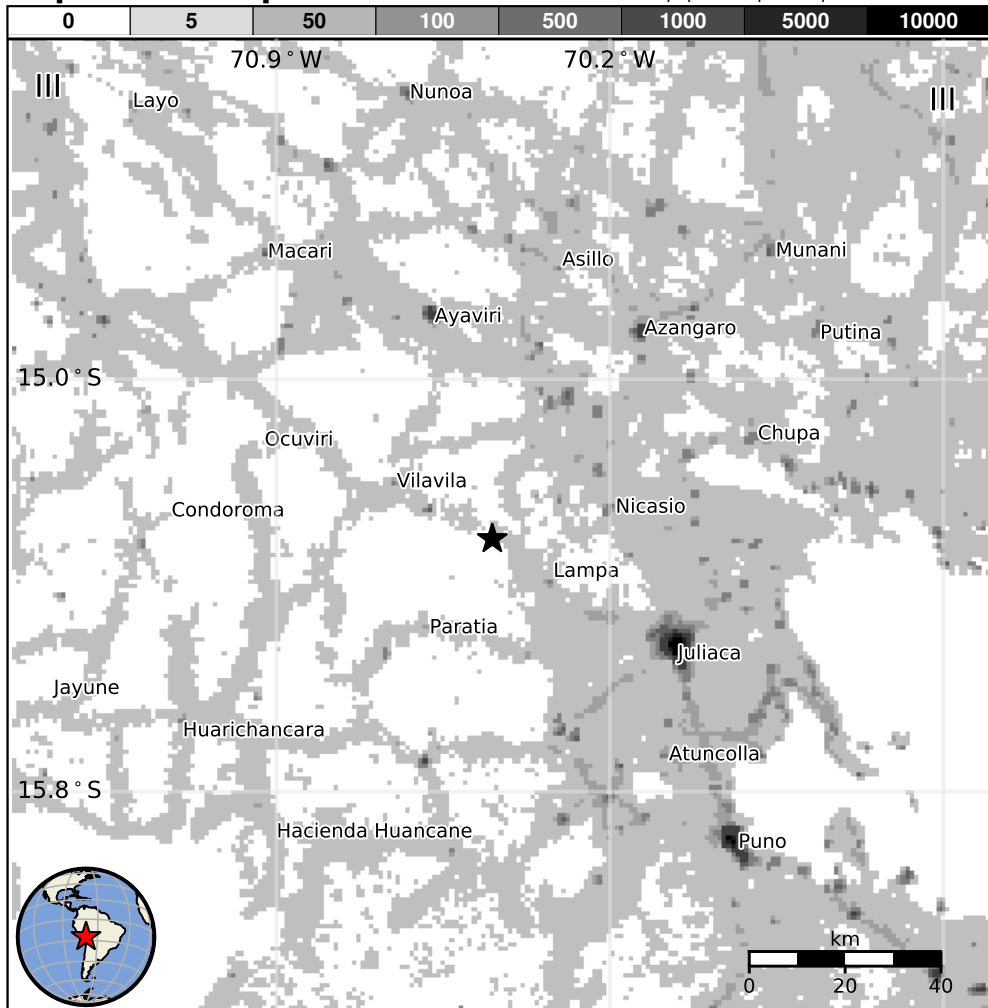 0 5 50 100 500 1000 5000 10000
70.9°W 70.2°W
III III
Layo Nunoa
Macari Asillo Munani
Ayaviri Azangaro Putina
15.0°S
Ocuviri Chupa
Vilavila
Condoroma Nicasio
Lampa
Paratia
Juliaca
Jayune
Huarichancara
Atuncolla
15.8°S
Hacienda Huancane Puno
km
0 20 40